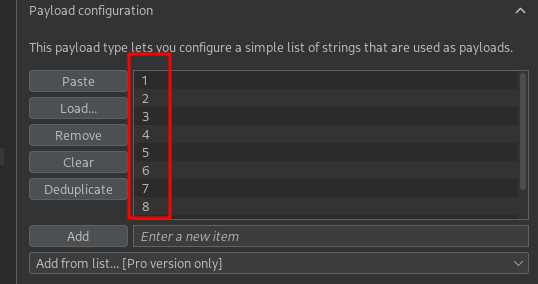 Payload configuration
This payload type lets you configure a simple list of strings that are used as payloads.
Paste
Load...
Remove
Clear
Deduplicate
1
2
3
4
5
6
7
8
Add
Enter a new item
Add from list... [Pro version only]